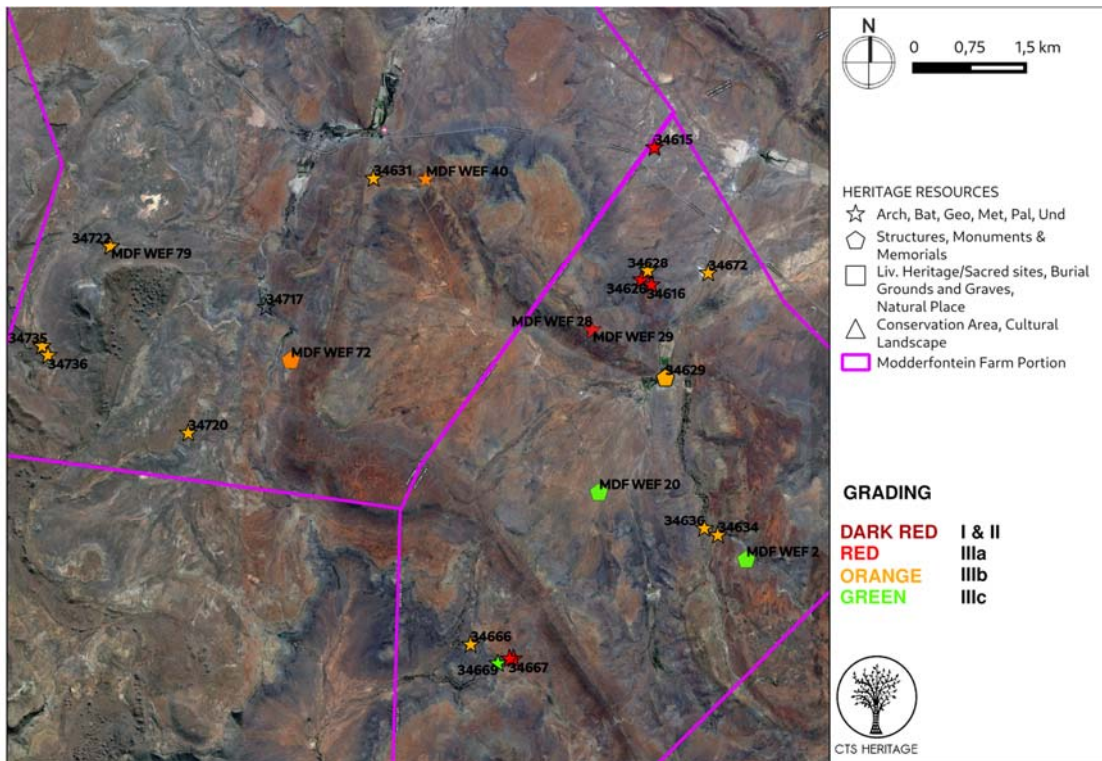 34615
34631
MDF WEF 40
34722
MDF WEF 79
34628
34672
34626
34616
34717
MDF WEF 28
MDF WEF 29
34735
34736
MDF WEF 72
34629
34720
MDF WEF 20
34636
34634
MDF WEF 2
34666
34669
34667
N
0 0,75 1,5 km
HERITAGE RESOURCES
Arch, Bat, Geo, Met, Pal, Und
Structures, Monuments &
Memorials
Liv. Heritage/Sacred sites, Burial
Grounds and Graves,
Natural Place
Conservation Area, Cultural
Landscape
Modderfontein Farm Portion
GRADING
DARK RED I & II
RED IIIa
ORANGE IIIb
GREEN IIIc
CTS HERITAGE